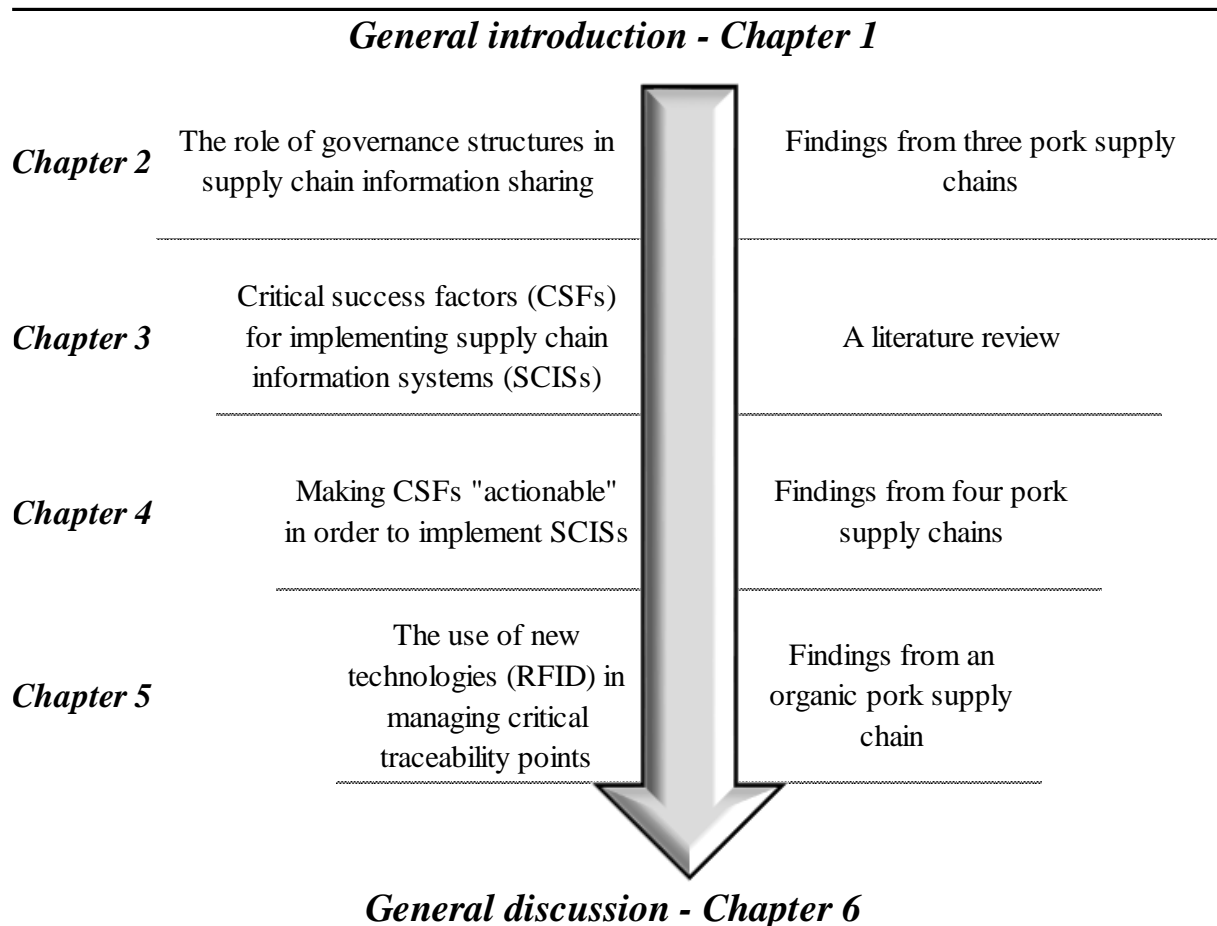 General introduction - Chapter 1
Chapter 2
The role of governance structures in
supply chain information sharing
Findings from three pork supply
chains
Chapter 3
Critical success factors (CSFs)
for implementing supply chain
information systems (SCISs)
A literature review
Chapter 4
Making CSFs "actionable"
in order to implement SCISs
Findings from four pork
supply chains
Chapter 5
The use of new
technologies (RFID) in
managing critical
traceability points
Findings from an
organic pork supply
chain
General discussion - Chapter 6